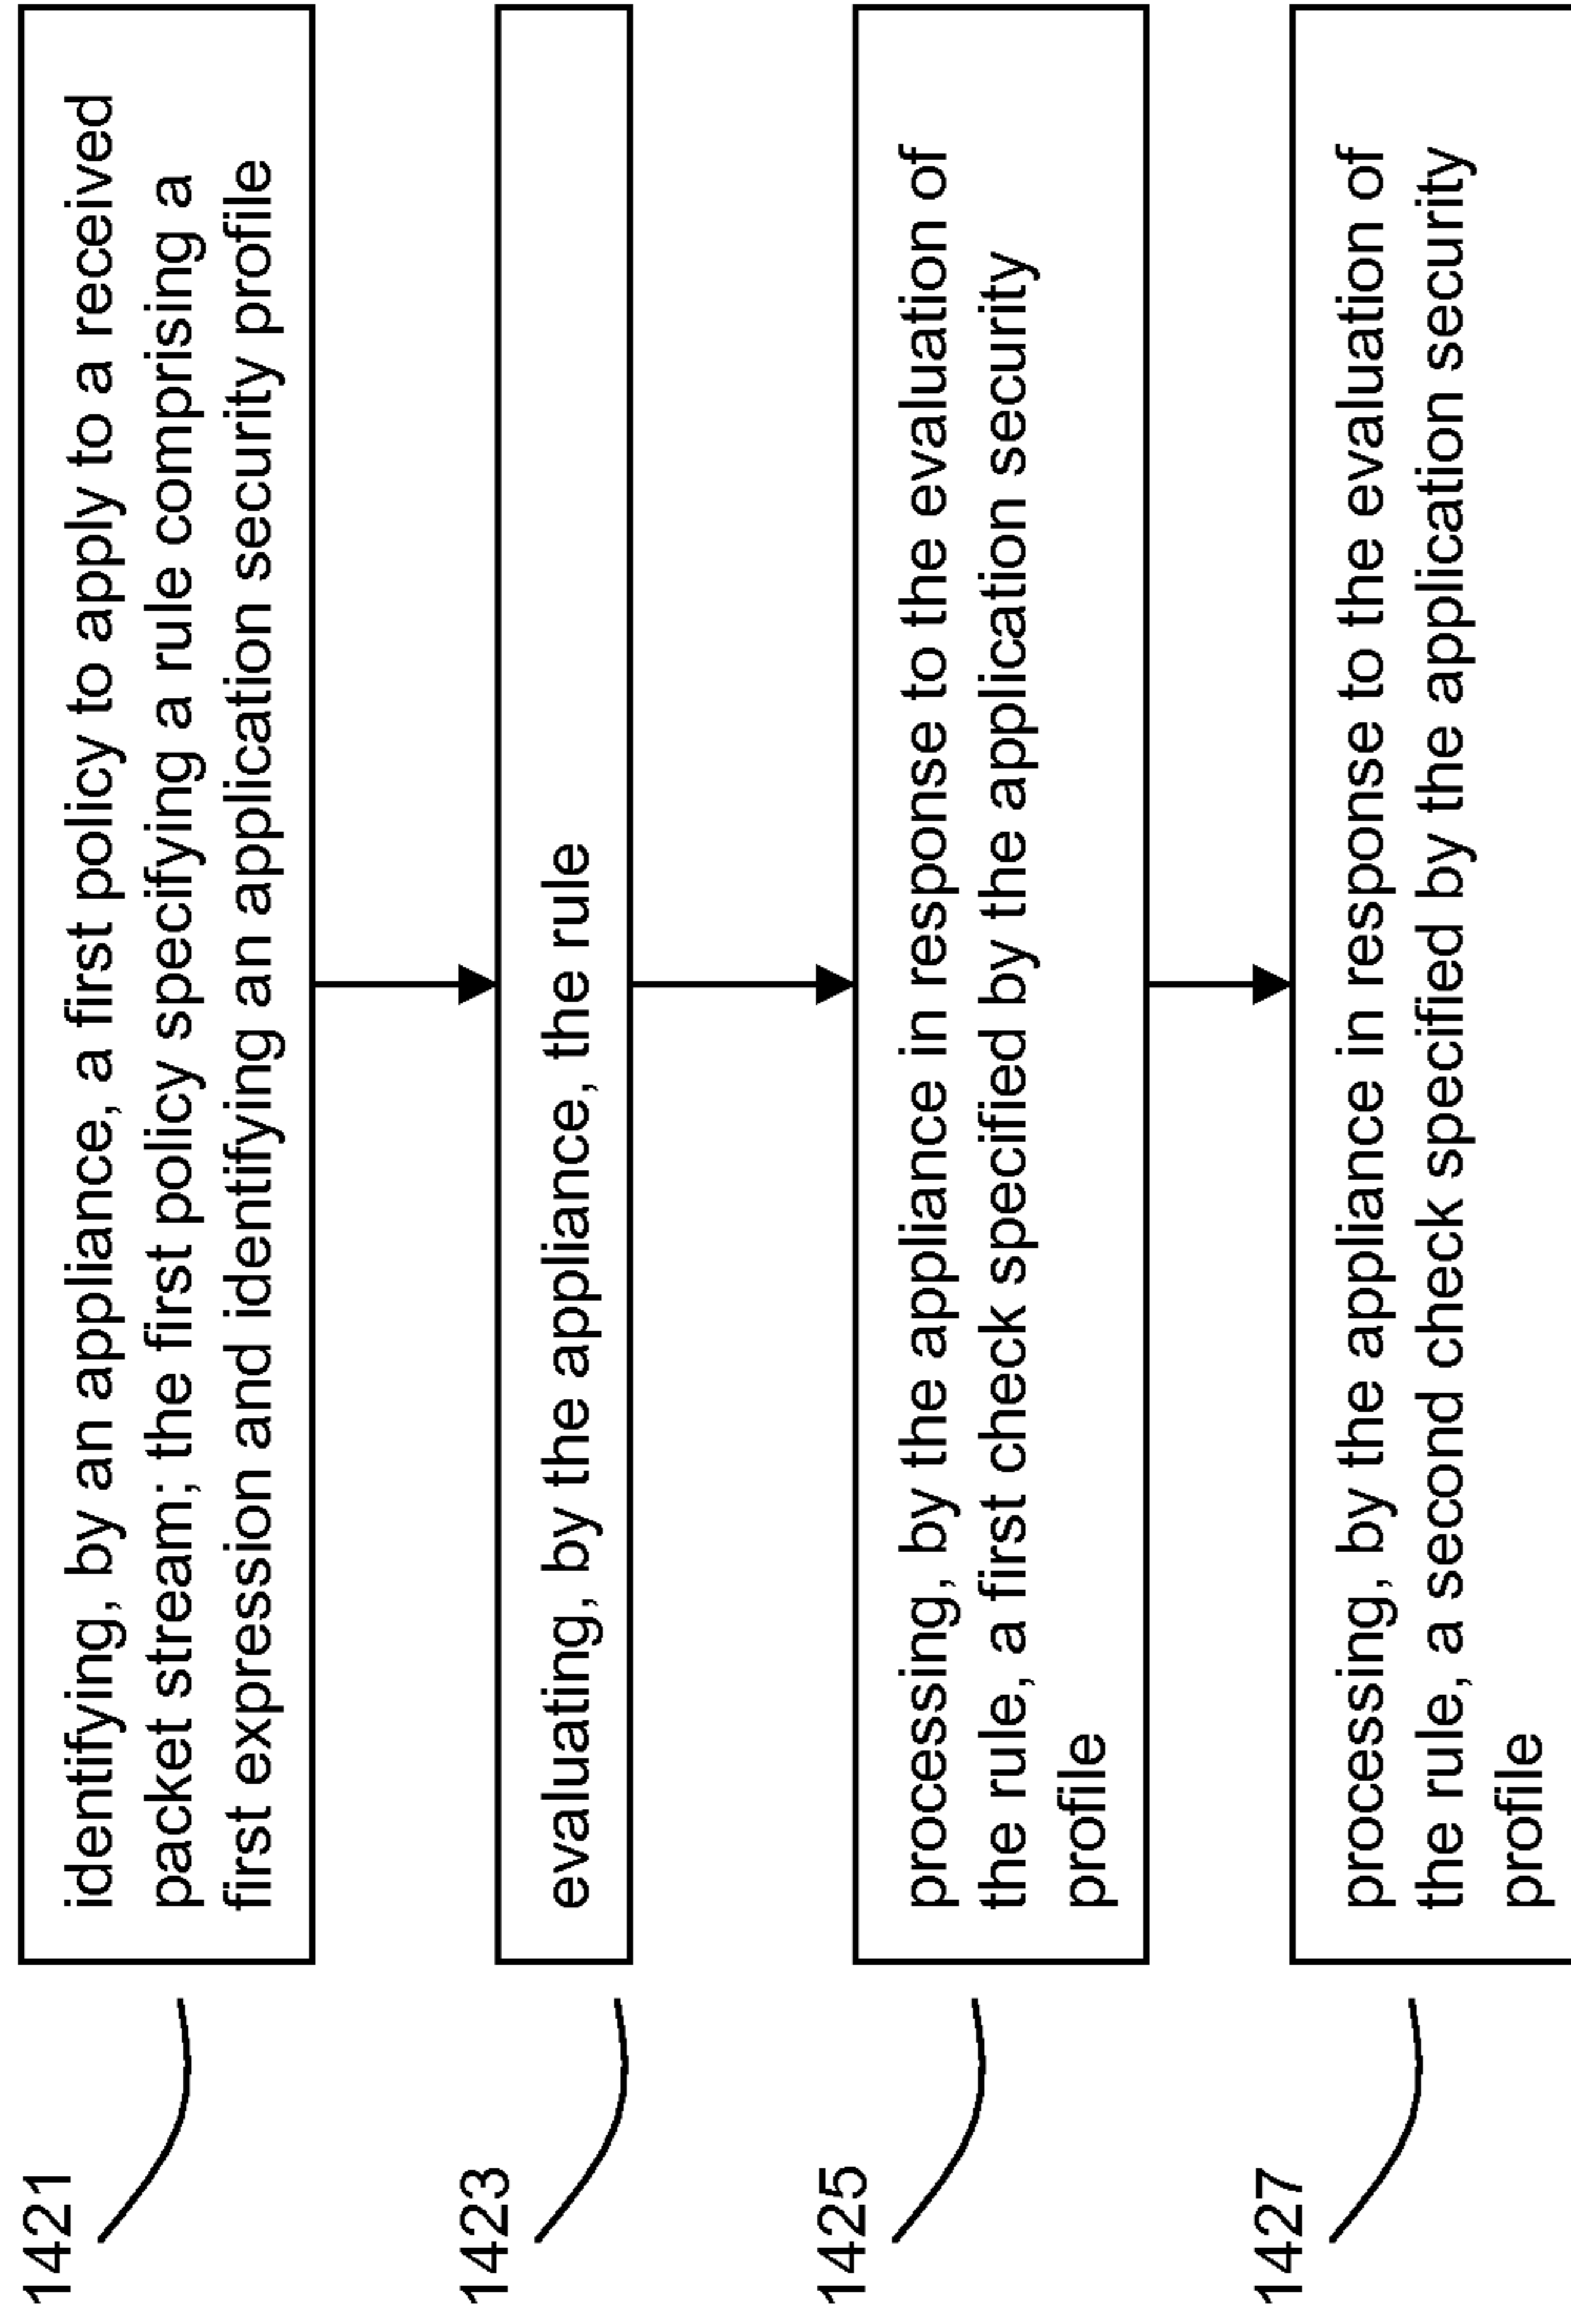 1421
identifying, by an appliance, a first policy to apply to a received
packet stream; the first policy specifying a rule comprising a
first expression and identifying an application security profile
1423
evaluating, by the appliance, the rule
1425
processing, by the appliance in response to the evaluation of
the rule, a first check specified by the application security
profile
1427
processing, by the appliance in response to the evaluation of
the rule, a second check specified by the application security
profile